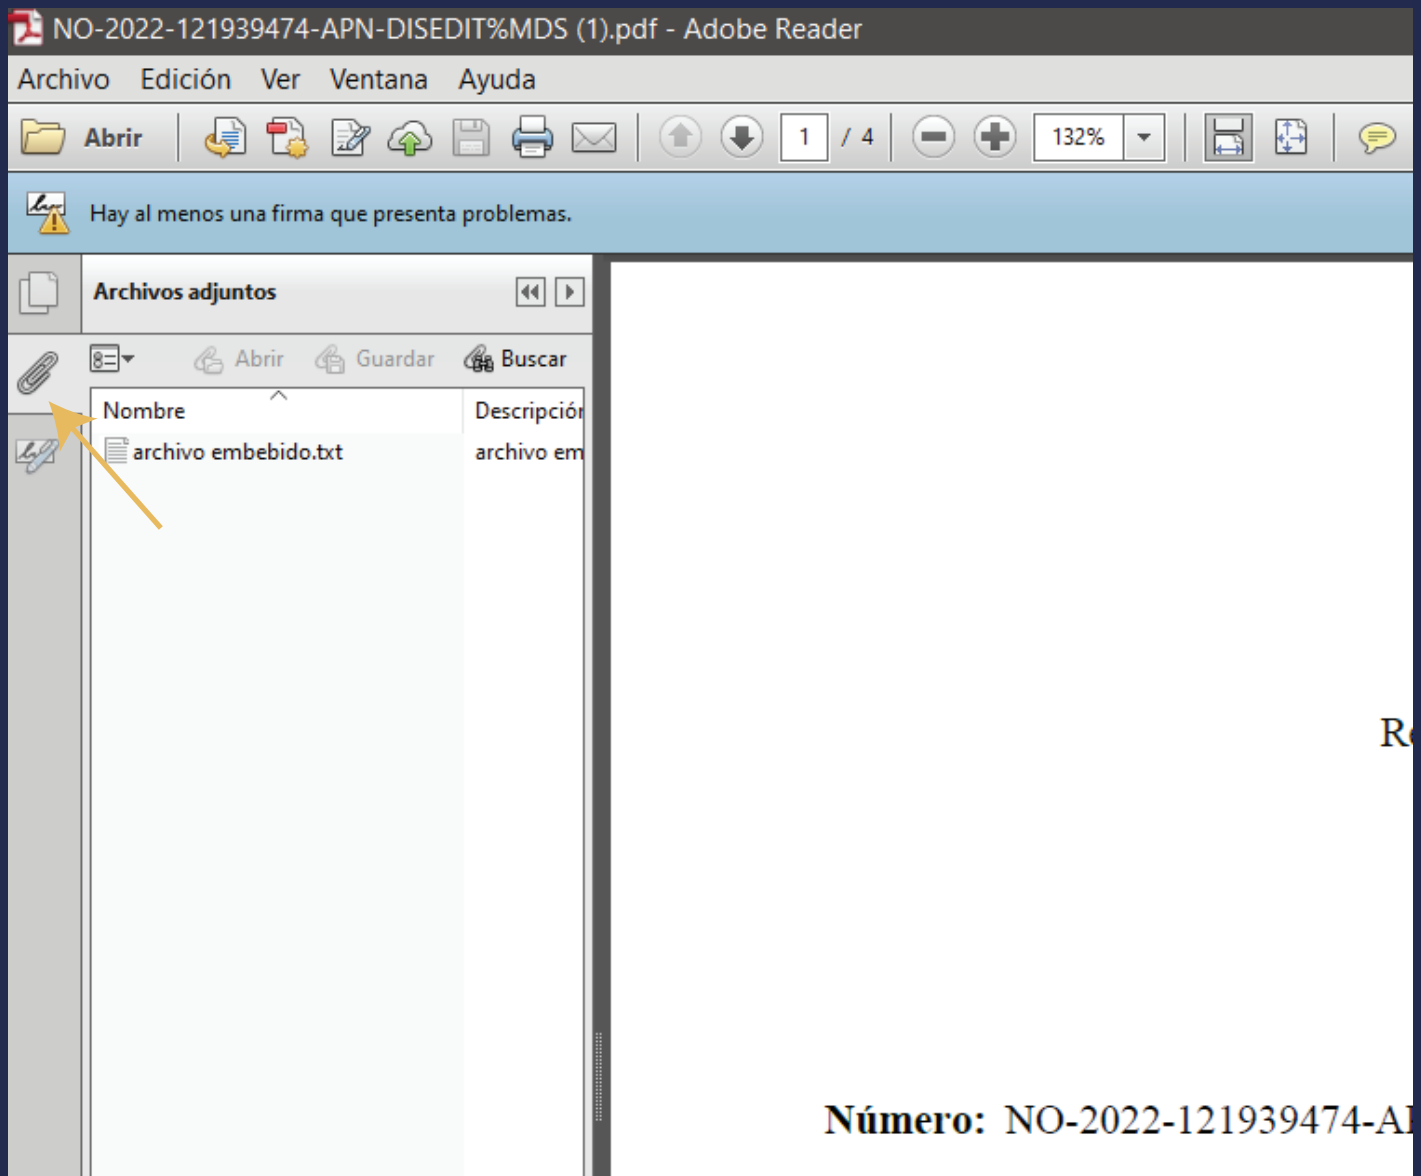 NO-2022-121939474-APN-DISEDIT%MDS (1).pdf - Adobe Reader
Archivo Edición Ver Ventana Ayuda
Abrir 1 / 4 132%
Hay al menos una firma que presenta problemas.
Archivos adjuntos
Abrir Guardar Buscar
Nombre Descripción
archivo embebido.txt archivo em
Re
Número: NO-2022-121939474-AP